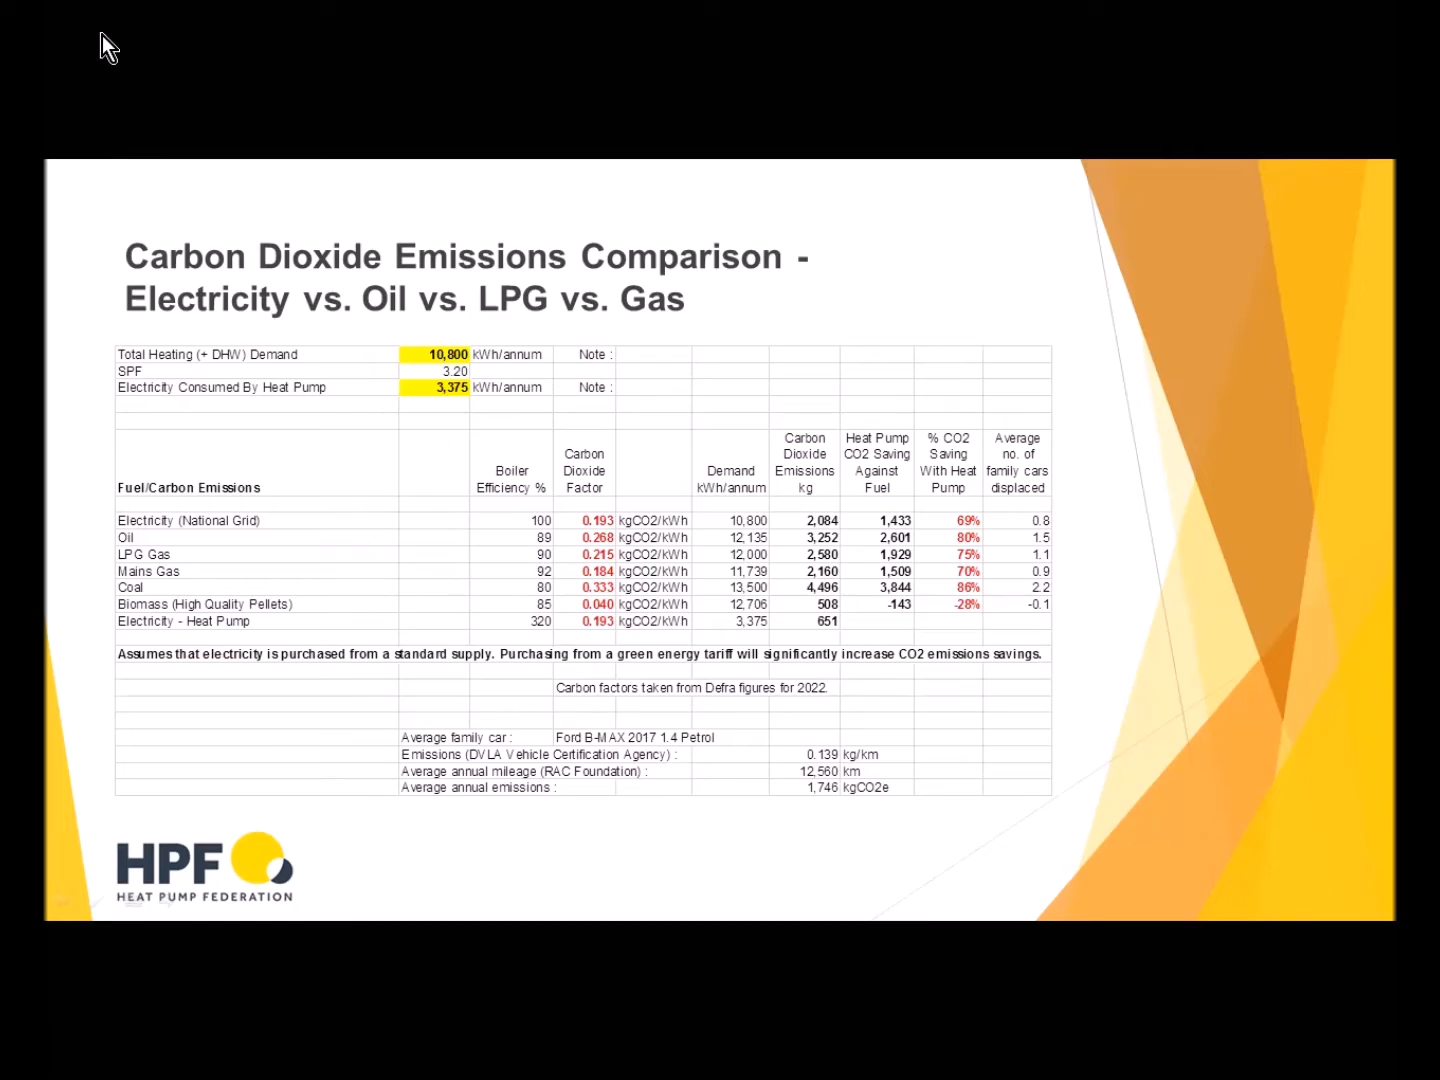 Carbon Dioxide Emissions Comparison -
Electricity vs. Oil vs. LPG vs. Gas
Total Heating (+ DHW) Demand 10,800 kWh/annum Note :
SPF 3.20
Electricity Consumed By Heat Pump 3,375 kWh/annum Note :
Fuel/Carbon Emissions Boiler Efficiency % Carbon Dioxide Factor Demand kWh/annum Carbon Dioxide Emissions kg Heat Pump CO2 Saving Against Fuel % CO2 Saving With Heat Pump Average no. of family cars displaced
Electricity (National Grid) 100 0.193 kgCO2/kWh 10,800 2,084 1,433 69% 0.8
Oil 89 0.268 kgCO2/kWh 12,135 3,252 2,601 80% 1.5
LPG Gas 90 0.215 kgCO2/kWh 12,000 2,580 1,929 75% 1.1
Mains Gas 92 0.184 kgCO2/kWh 11,739 2,160 1,509 70% 0.9
Coal 80 0.333 kgCO2/kWh 13,500 4,496 3,844 86% 2.2
Biomass (High Quality Pellets) 85 0.040 kgCO2/kWh 12,706 508 -143 -28% -0.1
Electricity - Heat Pump 320 0.193 kgCO2/kWh 3,375 651
Assumes that electricity is purchased from a standard supply. Purchasing from a green energy tariff will significantly increase CO2 emissions savings.
Carbon factors taken from Defra figures for 2022.
Average family car : Ford B-MAX 2017 1.4 Petrol
Emissions (DVLA Vehicle Certification Agency) : 0.139 kg/km
Average annual mileage (RAC Foundation) : 12,560 km
Average annual emissions : 1,746 kgCO2e
HPF
HEAT PUMP FEDERATION